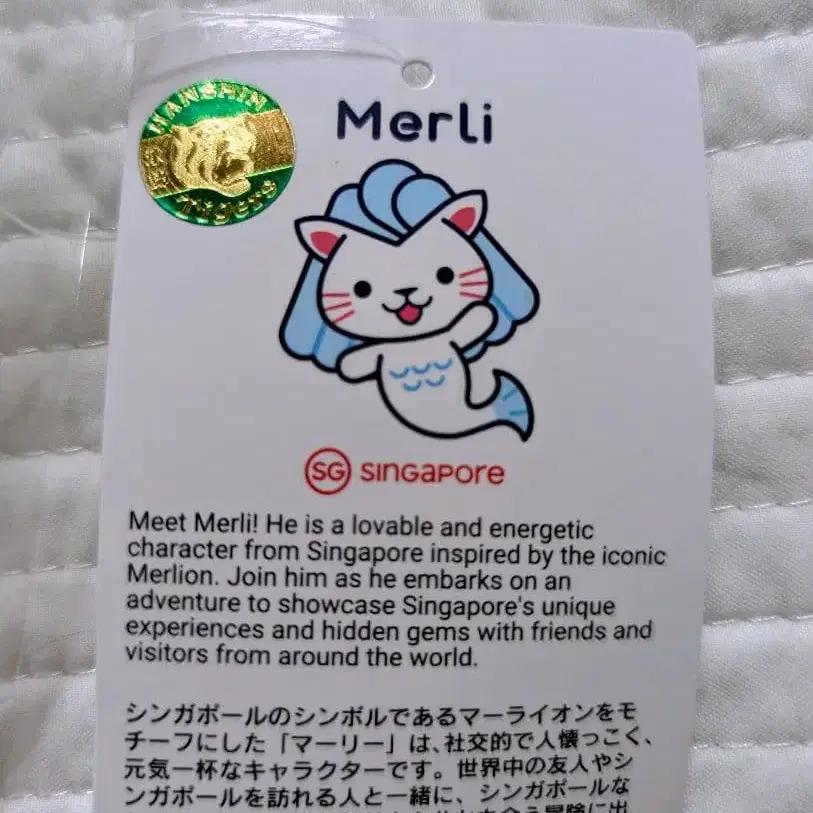 HANSHIN
Tigers
Merli
SG SINGAPORE
Meet Merli! He is a lovable and energetic
character from Singapore inspired by the iconic
Merlion. Join him as he embarks on an
adventure to showcase Singapore's unique
experiences and hidden gems with friends and
visitors from around the world.
シンガポールのシンボルであるマーライオンをモ
チーフにした「マーリー」は、社交的で人懐っこく、
元気一杯なキャラクターです。世界中の友人やシ
ンガポールを訪れる人と一緒に、シンガポールな